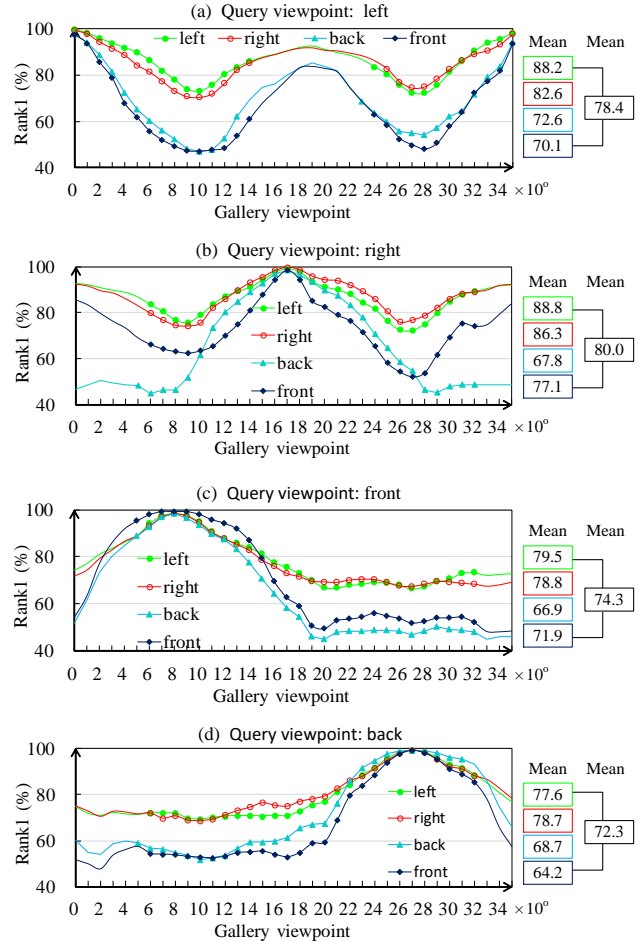 (a) Query viewpoint: left
Rank1 (%)
100
80
60
40
left right back front
0 2 4 6 8 10 12 14 16 18 20 22 24 26 28 30 32 34 ×10°
Gallery viewpoint
Mean Mean
88.2
82.6
72.6
70.1
78.4
(b) Query viewpoint: right
Rank1 (%)
100
80
60
40
left
right
back
front
0 2 4 6 8 10 12 14 16 18 20 22 24 26 28 30 32 ×10°
Gallery viewpoint
Mean Mean
88.8
86.3
67.8
77.1
80.0
(c) Query viewpoint: front
Rank1 (%)
100
80
60
40
left
right
back
front
0 2 4 6 8 10 12 14 16 18 20 22 24 26 28 30 32 ×10°
Gallery viewpoint
Mean Mean
79.5
78.8
66.9
71.9
74.3
(d) Query viewpoint: back
Rank1 (%)
100
80
60
40
left
right
back
front
0 2 4 6 8 10 12 14 16 18 20 22 24 26 28 30 32 ×10°
Gallery viewpoint
Mean Mean
77.6
78.7
68.7
64.2
72.3